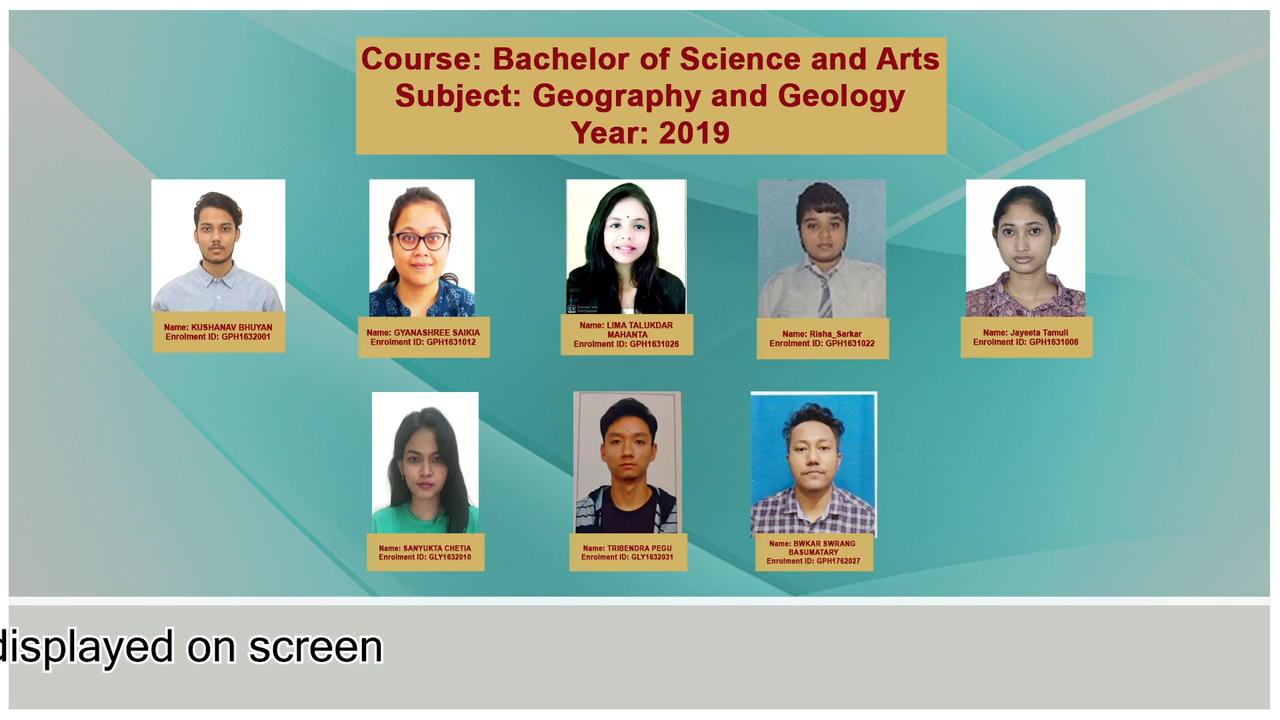 Course: Bachelor of Science and Arts
Subject: Geography and Geology
Year: 2019
Name: KUSHANAV BHUYAN
Enrolment ID: GPH1632001
Name: GYANASHREE SAIKIA
Enrolment ID: GPH1631012
Name: LIMA TALUKDAR
MAHANTA
Enrolment ID: GPH1631026
Name: Risha_Sarkar
Enrolment ID: GPH1631022
Name: Jayeeta Tamuli
Enrolment ID: GPH1631006
Name: SANYUKTA CHETIA
Enrolment ID: GLY1632010
Name: TRIBENDRA PEGU
Enrolment ID: GLY1632031
Name: BWKAR SWRANG
BASUMATARY
Enrolment ID: GPH1762027
displayed on screen